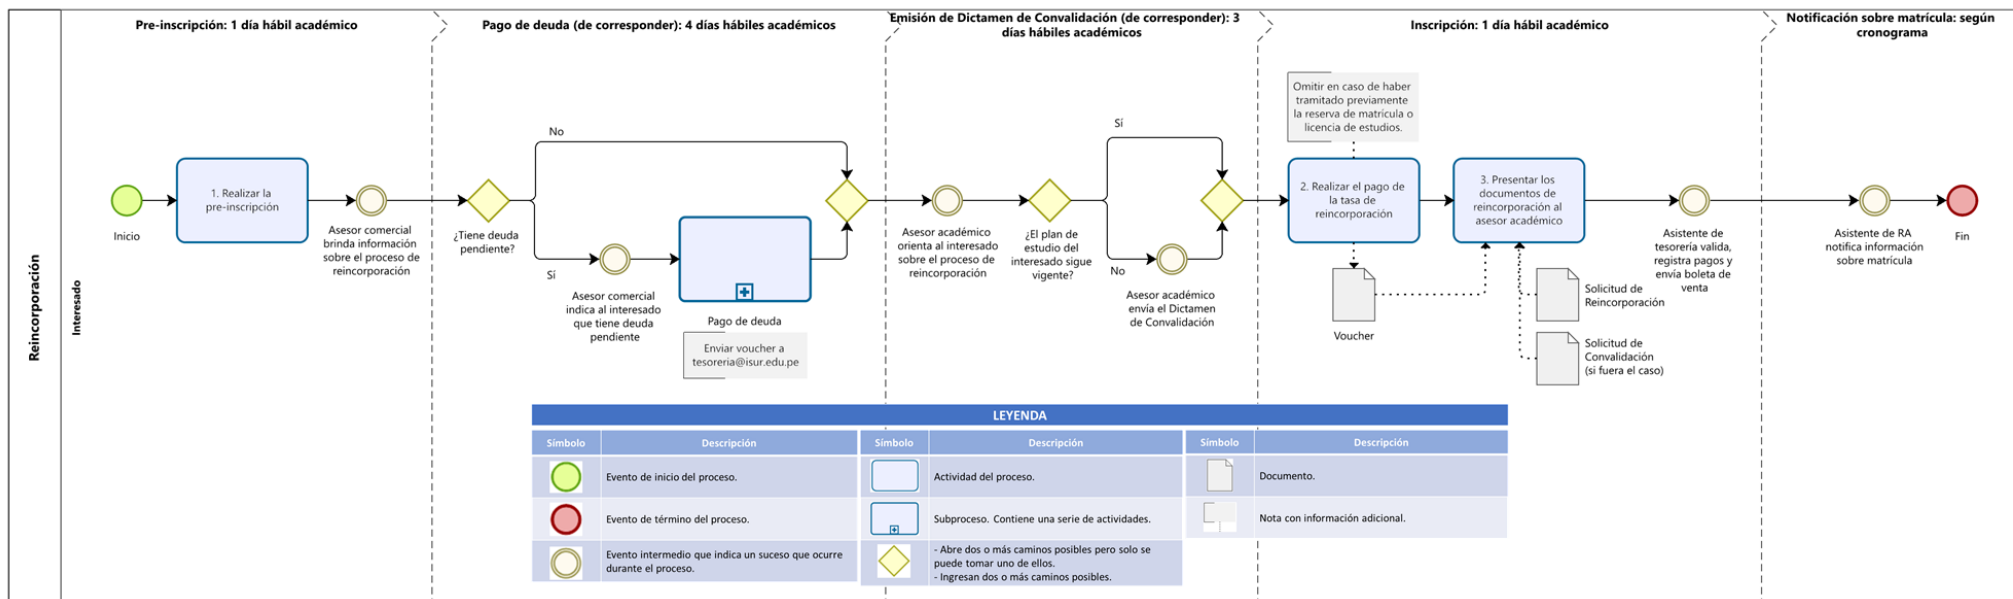 Pre-inscripción: 1 día hábil académico
Pago de deuda (de corresponder): 4 días hábiles académicos
Emisión de Dictamen de Convalidación (de corresponder): 3
días hábiles académicos
Inscripción: 1 día hábil académico
Notificación sobre matrícula: según
cronograma
Reincorporación
Interesado
Inicio
1. Realizar la
pre-inscripción
Asesor comercial
brinda información
sobre el proceso de
reincorporación
¿Tiene deuda
pendiente?
No
Sí
Asesor comercial
indica al interesado
que tiene deuda
pendiente
Pago de deuda
Enviar voucher a
tesoreria@isur.edu.pe
Asesor académico
orienta al interesado
sobre el proceso de
reincorporación
¿El plan de
estudio del
interesado sigue
vigente?
Sí
No
Asesor académico
envía el Dictamen
de Convalidación
Omitir en caso de haber
tramitado previamente
la reserva de matrícula o
licencia de estudios.
2. Realizar el pago de
la tasa de
reincorporación
Voucher
3. Presentar los
documentos de
reincorporación al
asesor académico
Solicitud de
Reincorporación
Solicitud de
Convalidación
(si fuera el caso)
Asistente de
tesorería valida,
registra pagos y
envía boleta de
venta
Asistente de RA
notifica información
sobre matrícula
Fin
LEYENDA
Símbolo
Descripción
Símbolo
Descripción
Símbolo
Descripción
Evento de inicio del proceso.
Actividad del proceso.
Documento.
Evento de término del proceso.
Subproceso. Contiene una serie de actividades.
Nota con información adicional.
Evento intermedio que indica un suceso que ocurre
durante el proceso.
- Abre dos o más caminos posibles pero solo se
puede tomar uno de ellos.
- Ingresan dos o más caminos posibles.